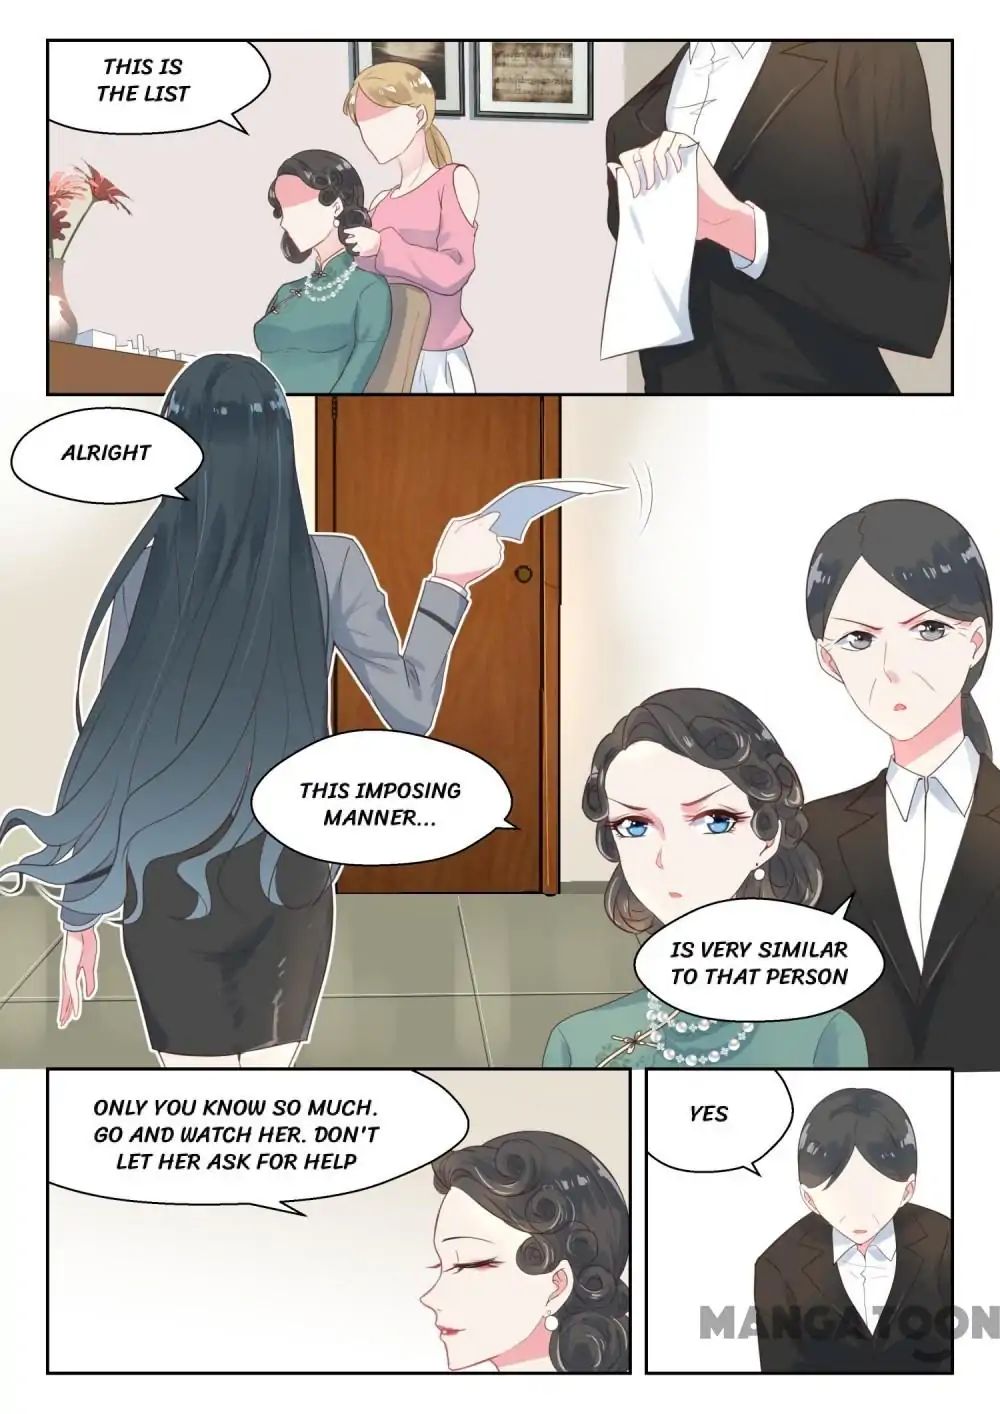 THIS IS
THE LIST
ALRIGHT
THIS IMPOSING
MANNER...
IS VERY SIMILAR
TO THAT PERSON
ONLY YOU KNOW SO MUCH.
GO AND WATCH HER. DON'T
LET HER ASK FOR HELP
YES
MANGATOON